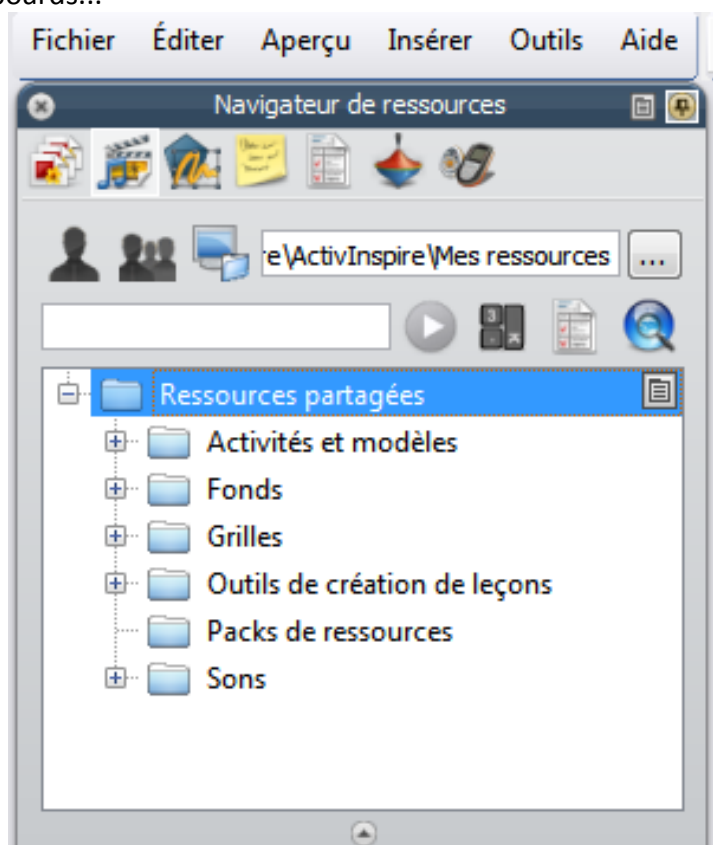 Fichier Éditer Aperçu Insérer Outils Aide
Navigateur de ressources
e\ActivInspire\Mes ressources ...
Ressources partagées
Activités et modèles
Fonds
Grilles
Outils de création de leçons
Packs de ressources
Sons